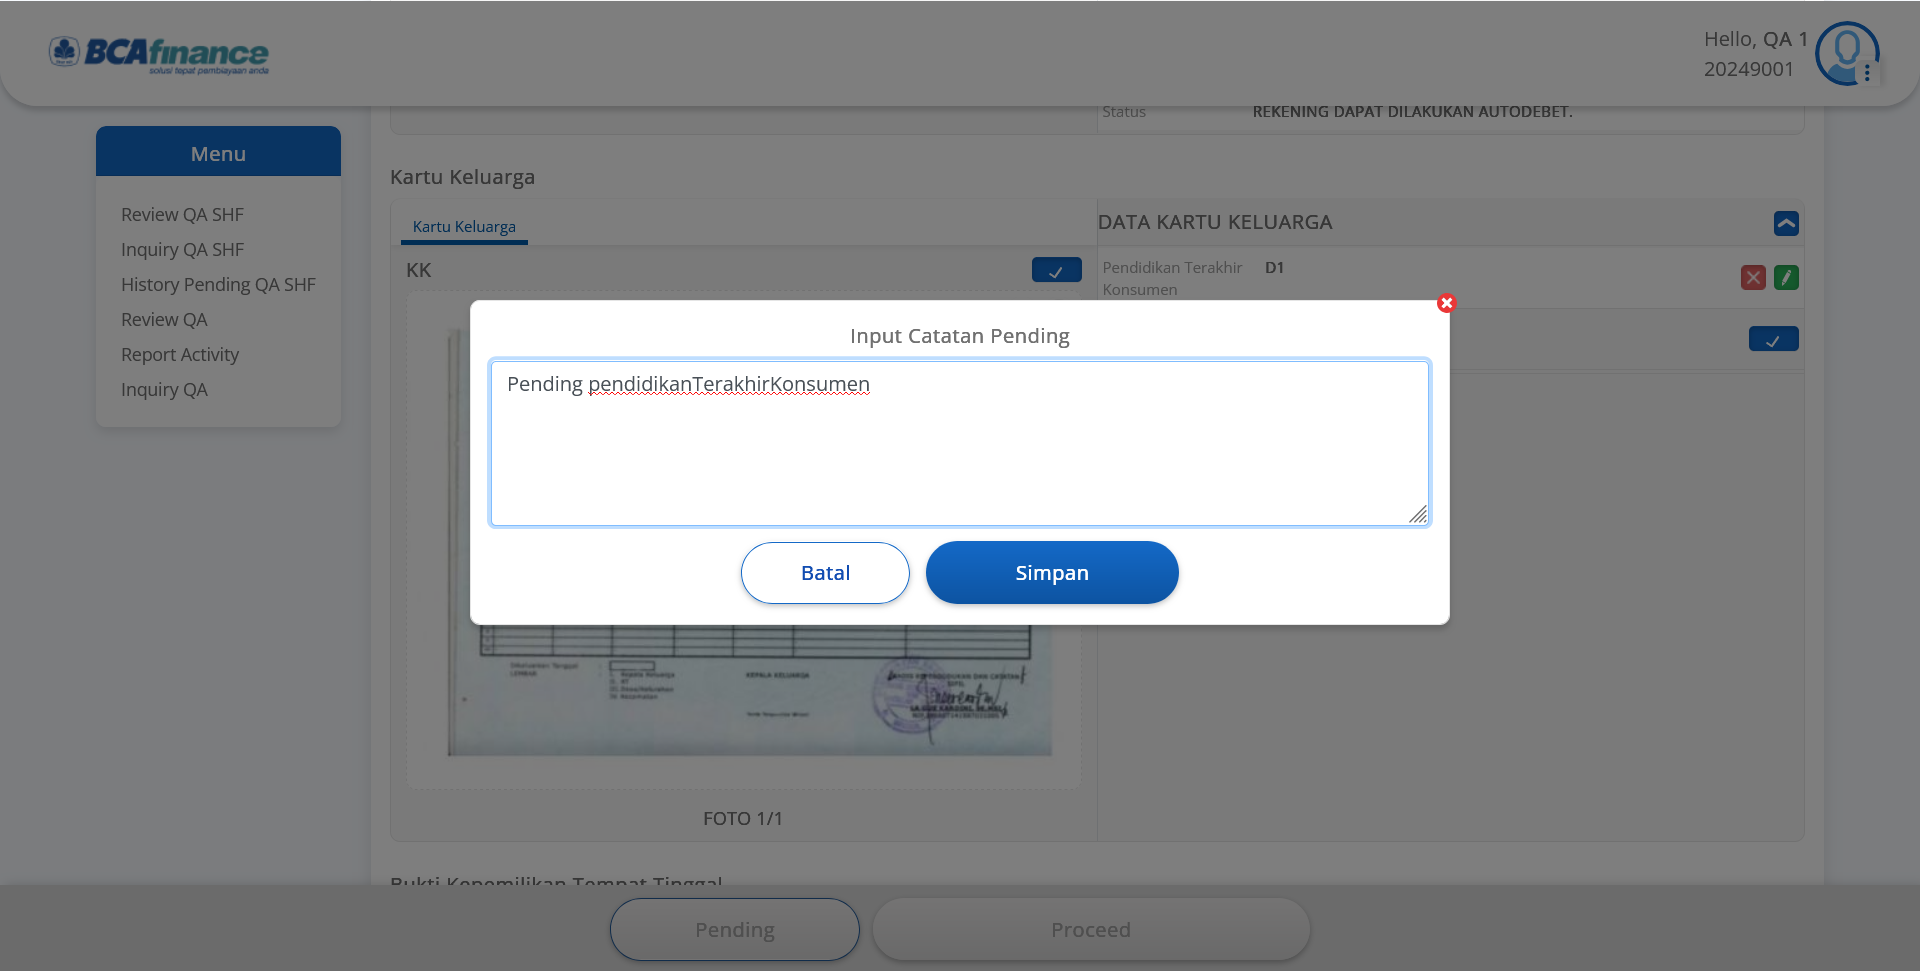 BCAfinance
solusi tepat pembiayaan anda
Hello, QA 1
20249001
Menu
Review QA SHF
Inquiry QA SHF
History Pending QA SHF
Review QA
Report Activity
Inquiry QA
Status REKENING DAPAT DILAKUKAN AUTODEBET.
Kartu Keluarga
Kartu Keluarga
DATA KARTU KELUARGA
KK
Pendidikan Terakhir D1
Konsumen
Input Catatan Pending
Pending pendidikanTerakhirKonsumen
Batal
Simpan
KEPALA KELUARGA
FOTO 1/1
Bukti Kepemilikan Tempat Tinggal
Pending
Proceed